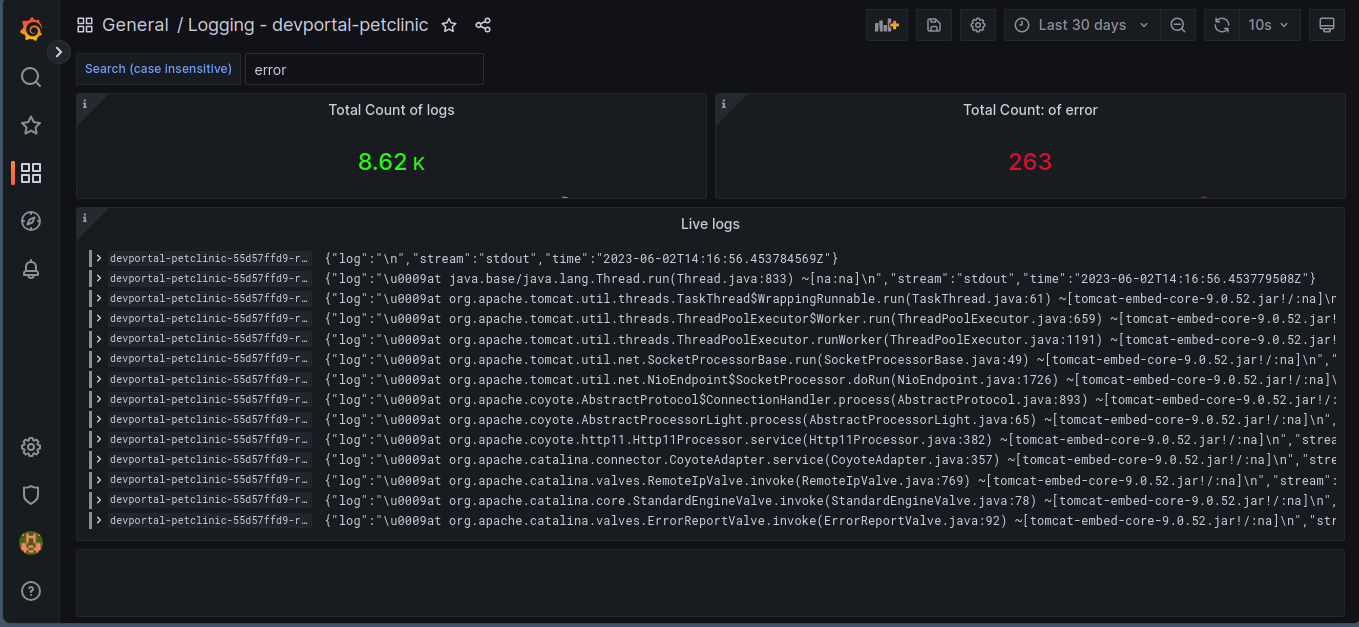 General / Logging - devportal-petclinic
Last 30 days
10s
Search (case insensitive) error
Total Count of logs
8.62 K
Total Count: of error
263
Live logs
devportal-petclinic-55d57ffd9-r… {"log":"\n","stream":"stdout","time":"2023-06-02T14:16:56.453784569Z"}
devportal-petclinic-55d57ffd9-r… {"log":"\u0009at java.base/java.lang.Thread.run(Thread.java:833) ~[na:na]\n","stream":"stdout","time":"2023-06-02T14:16:56.453779508Z"}
devportal-petclinic-55d57ffd9-r… {"log":"\u0009at org.apache.tomcat.util.threads.TaskThread$WrappingRunnable.run(TaskThread.java:61) ~[tomcat-embed-core-9.0.52.jar!/:na]\n
devportal-petclinic-55d57ffd9-r… {"log":"\u0009at org.apache.tomcat.util.threads.ThreadPoolExecutor$Worker.run(ThreadPoolExecutor.java:659) ~[tomcat-embed-core-9.0.52.jar!
devportal-petclinic-55d57ffd9-r… {"log":"\u0009at org.apache.tomcat.util.threads.ThreadPoolExecutor.runWorker(ThreadPoolExecutor.java:1191) ~[tomcat-embed-core-9.0.52.jar!
devportal-petclinic-55d57ffd9-r… {"log":"\u0009at org.apache.tomcat.util.net.SocketProcessorBase.run(SocketProcessorBase.java:49) ~[tomcat-embed-core-9.0.52.jar!/:na]\n","
devportal-petclinic-55d57ffd9-r… {"log":"\u0009at org.apache.tomcat.util.net.NioEndpoint$SocketProcessor.doRun(NioEndpoint.java:1726) ~[tomcat-embed-core-9.0.52.jar!/:na]\
devportal-petclinic-55d57ffd9-r… {"log":"\u0009at org.apache.coyote.AbstractProtocol$ConnectionHandler.process(AbstractProtocol.java:893) ~[tomcat-embed-core-9.0.52.jar!/:
devportal-petclinic-55d57ffd9-r… {"log":"\u0009at org.apache.coyote.AbstractProcessorLight.process(AbstractProcessorLight.java:65) ~[tomcat-embed-core-9.0.52.jar!/:na]\n",
devportal-petclinic-55d57ffd9-r… {"log":"\u0009at org.apache.coyote.http11.Http11Processor.service(Http11Processor.java:382) ~[tomcat-embed-core-9.0.52.jar!/:na]\n","strea
devportal-petclinic-55d57ffd9-r… {"log":"\u0009at org.apache.catalina.connector.CoyoteAdapter.service(CoyoteAdapter.java:357) ~[tomcat-embed-core-9.0.52.jar!/:na]\n","stre
devportal-petclinic-55d57ffd9-r… {"log":"\u0009at org.apache.catalina.valves.RemoteIpValve.invoke(RemoteIpValve.java:769) ~[tomcat-embed-core-9.0.52.jar!/:na]\n","stream":
devportal-petclinic-55d57ffd9-r… {"log":"\u0009at org.apache.catalina.core.StandardEngineValve.invoke(StandardEngineValve.java:78) ~[tomcat-embed-core-9.0.52.jar!/:na]\n",
devportal-petclinic-55d57ffd9-r… {"log":"\u0009at org.apache.catalina.valves.ErrorReportValve.invoke(ErrorReportValve.java:92) ~[tomcat-embed-core-9.0.52.jar!/:na]\n","str